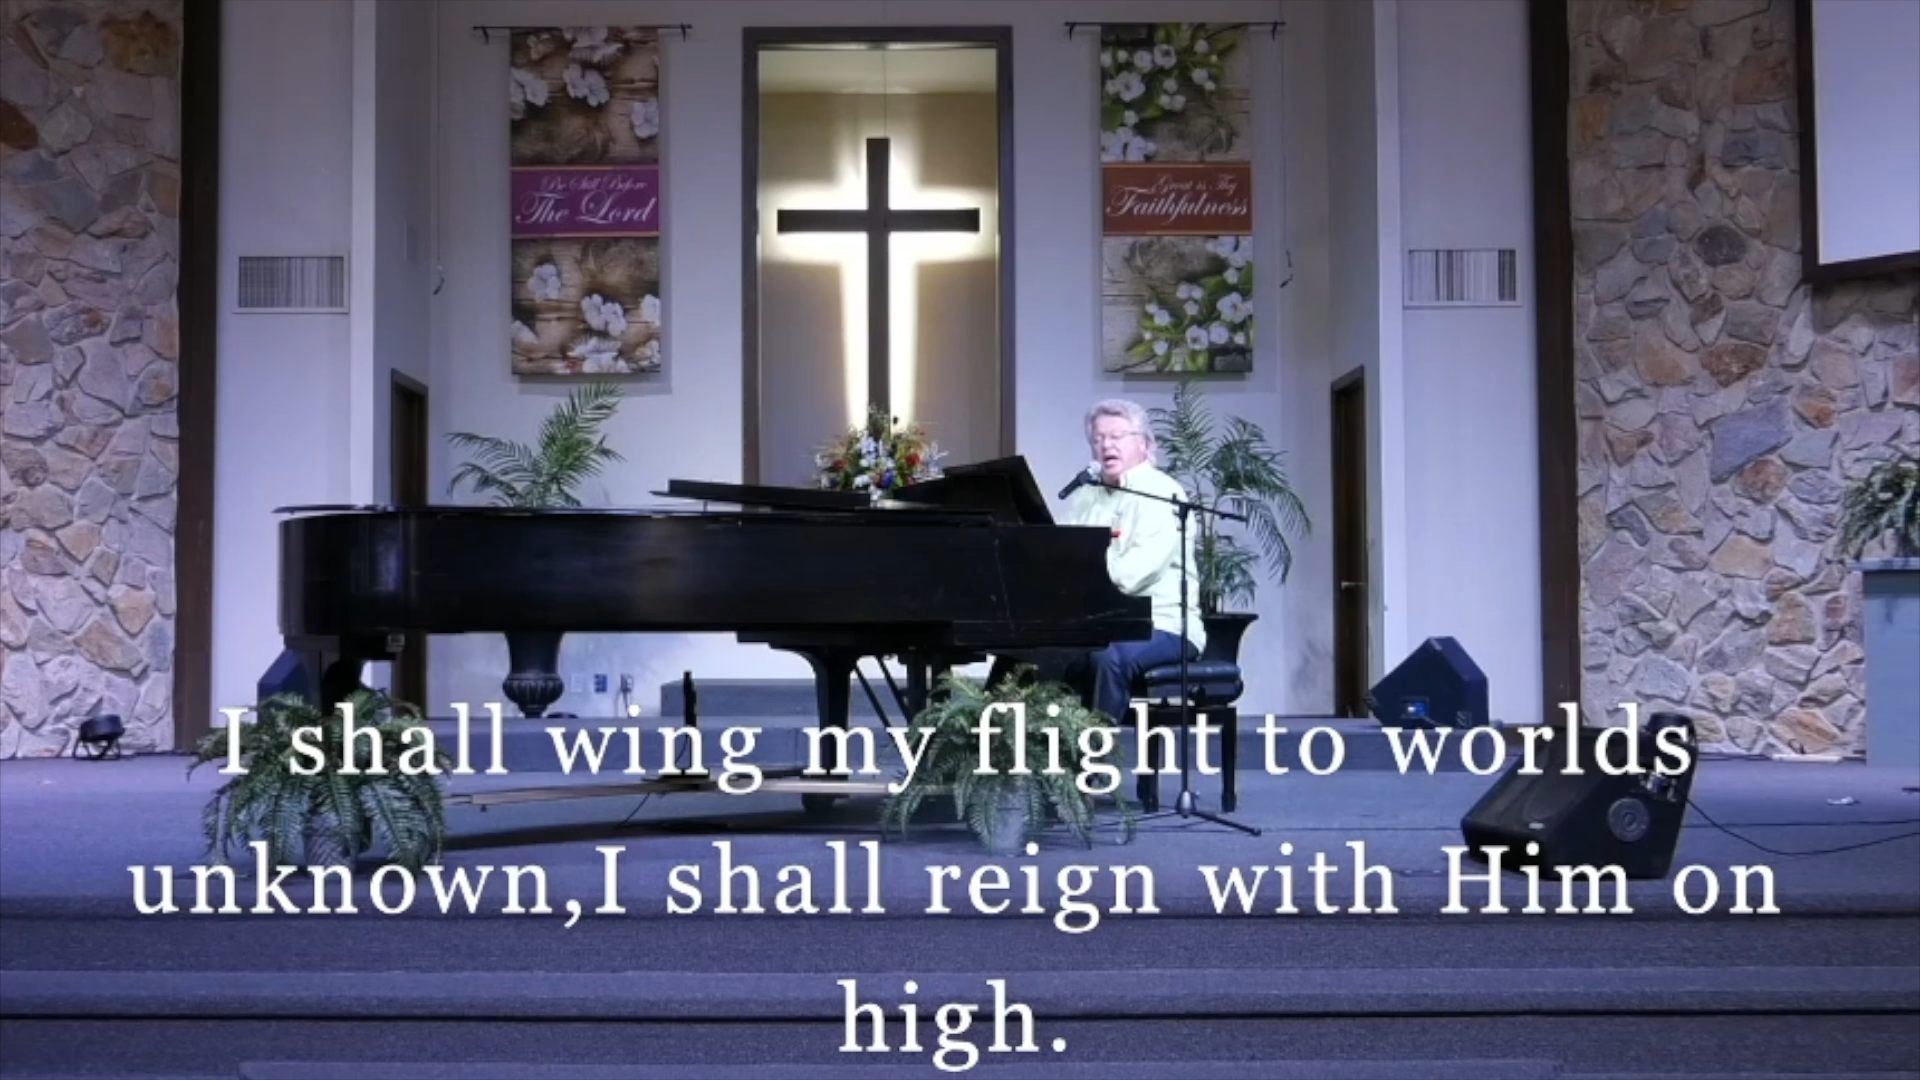 Be Still Before
The Lord
Great is Thy
Faithfulness
I shall wing my flight to worlds
unknown,I shall reign with Him on
high.